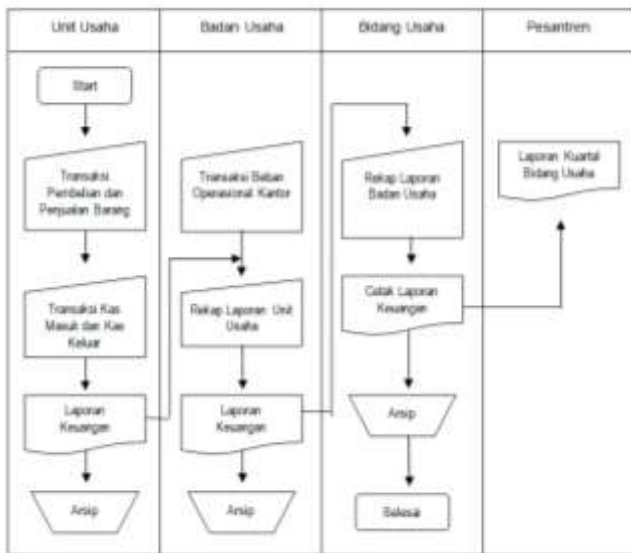 Unit Usaha
Badan Usaha
Bidang Usaha
Pesantren
Start
Transaksi
Pembelian dan
Penjualan Barang
Transaksi Kas
Masuk dan Kas
Keluar
Laporan
Keuangan
Arsip
Transaksi Beban
Operasional Kantor
Rekap Laporan Unit
Usaha
Laporan
Keuangan
Arsip
Rekap Laporan
Badan Usaha
Cetak Laporan
Keuangan
Arsip
Selesai
Laporan Kuartal
Bidang Usaha